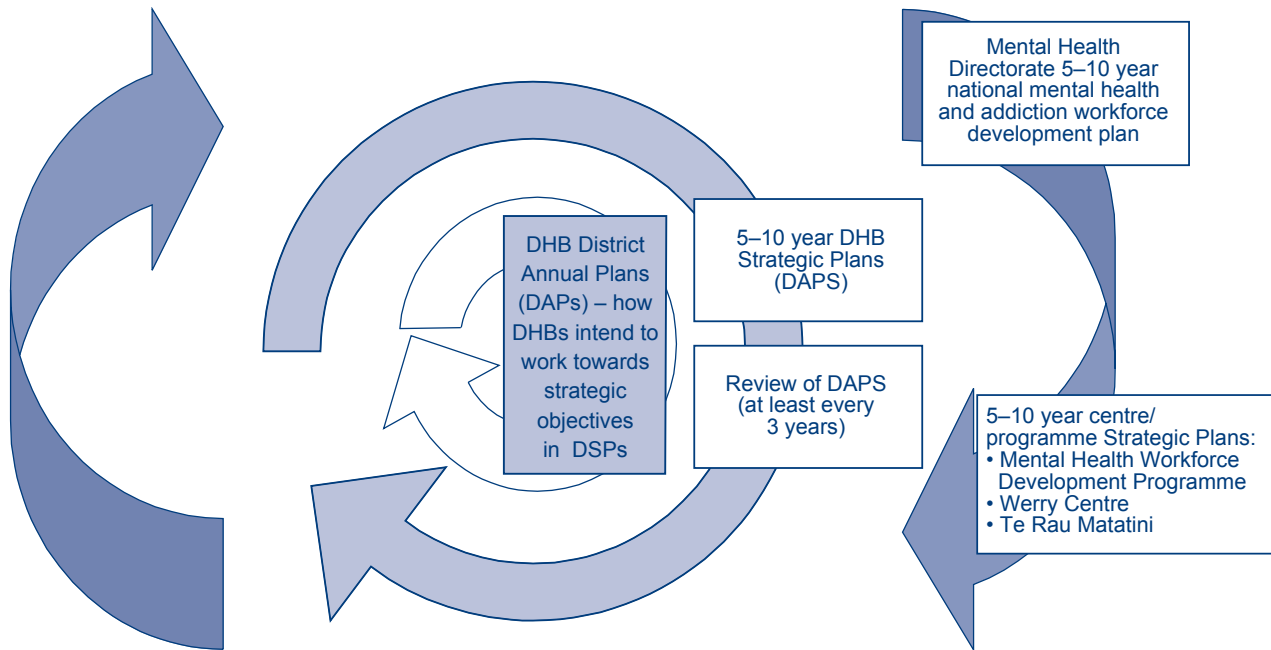 Mental Health
Directorate 5–10 year
national mental health
and addiction workforce
development plan
DHB District
Annual Plans
(DAPs) – how
DHBs intend to
work towards
strategic
objectives
in DSPs
5–10 year DHB
Strategic Plans
(DAPS)
Review of DAPS
(at least every
3 years)
5–10 year centre/
programme Strategic Plans:
• Mental Health Workforce
Development Programme
• Werry Centre
• Te Rau Matatini